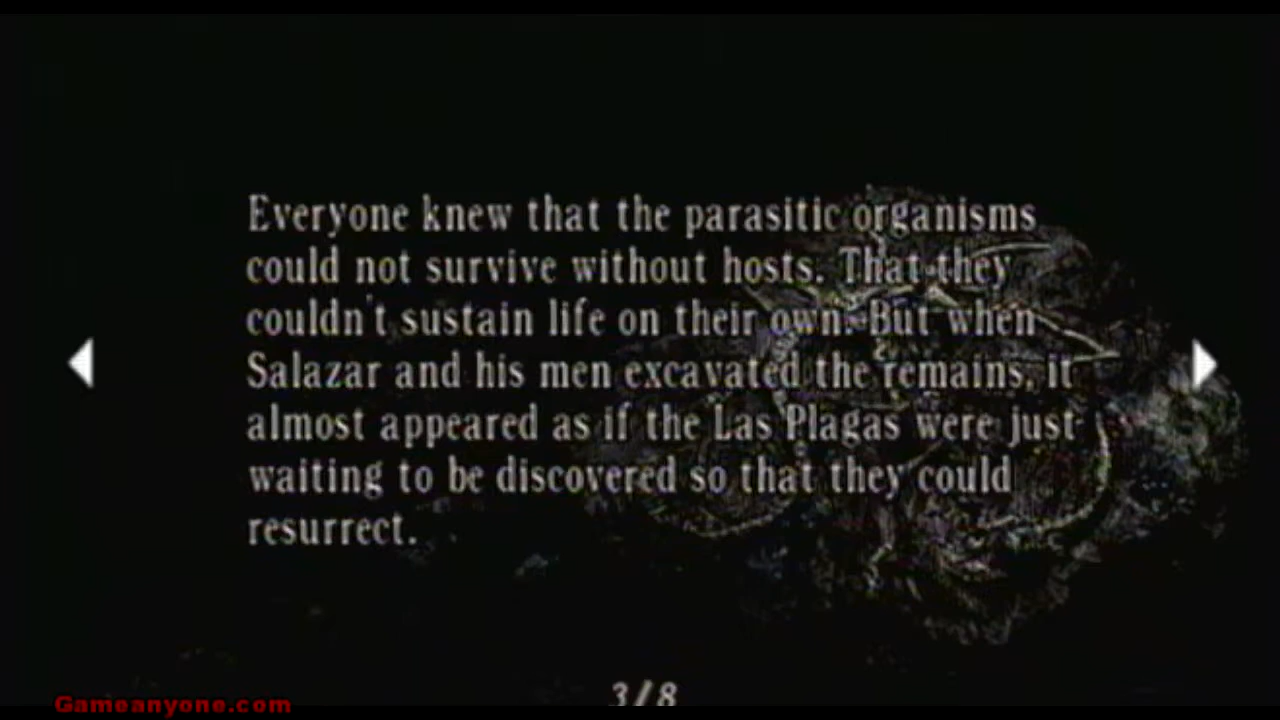 Everyone knew that the parasitic organisms
could not survive without hosts. That they
couldn't sustain life on their own. But when
Salazar and his men excavated the remains, it
almost appeared as if the Las Plagas were just
waiting to be discovered so that they could
resurrect.
3/8
Gameanyone.com